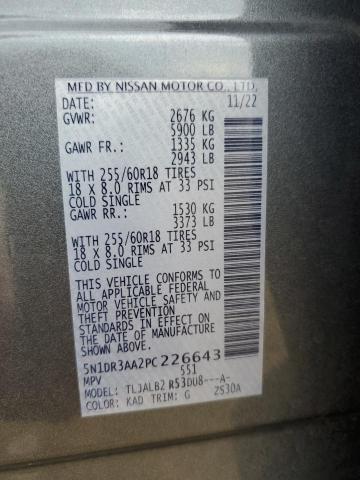 MFD BY NISSAN MOTOR CO., LTD.
DATE: 11/22
GVWR: 2676 KG
5900 LB
GAWR FR.: 1335 KG
2943 LB
WITH 255/60R18 TIRES
18 X 8.0 RIMS AT 33 PSI
COLD SINGLE
GAWR RR.: 1530 KG
3373 LB
WITH 255/60R18 TIRES
18 X 8.0 RIMS AT 33 PSI
COLD SINGLE
THIS VEHICLE CONFORMS TO
ALL APPLICABLE FEDERAL
MOTOR VEHICLE SAFETY AND
THEFT PREVENTION
STANDARDS IN EFFECT ON
THE DATE OF MANUFACTURE
5N1DR3AA2PC226643
MPV 551
MODEL: TLJALB2 R53DU8---A-
COLOR: KAD TRIM: G 2S30A